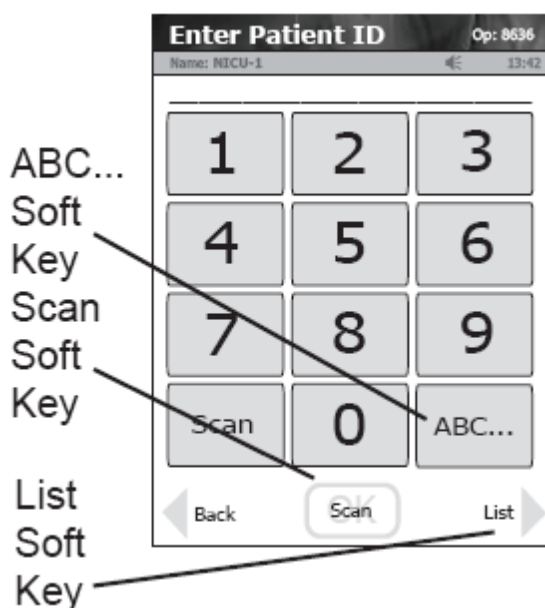 Enter Patient ID Op: 8636
Name: NICU-1 13:42
1 2 3
4 5 6
7 8 9
Scan 0 ABC...
Back OK Scan List
ABC...
Soft
Key
Scan
Soft
Key
List
Soft
Key